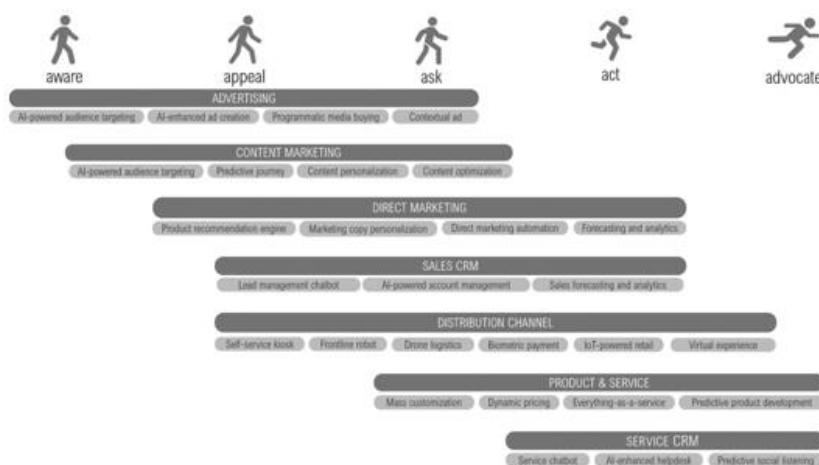 aware appeal ask act advocate
ADVERTISING
AI-powered audience targeting AI-enhanced ad creation Programmatic media buying Contextual ad
CONTENT MARKETING
AI-powered audience targeting Predictive journey Content personalization Content optimization
DIRECT MARKETING
Product recommendation engine Marketing copy personalization Direct marketing automation Forecasting and analytics
SALES CRM
Lead management chatbot AI-powered account management Sales forecasting and analytics
DISTRIBUTION CHANNEL
Self-service kiosk Frontline robot Drone logistics Biometric payment IoT-powered retail Virtual experience
PRODUCT & SERVICE
Mass customization Dynamic pricing Everything-as-a-service Predictive product development
SERVICE CRM
Service chatbot AI-enhanced helpdesk Predictive social listening